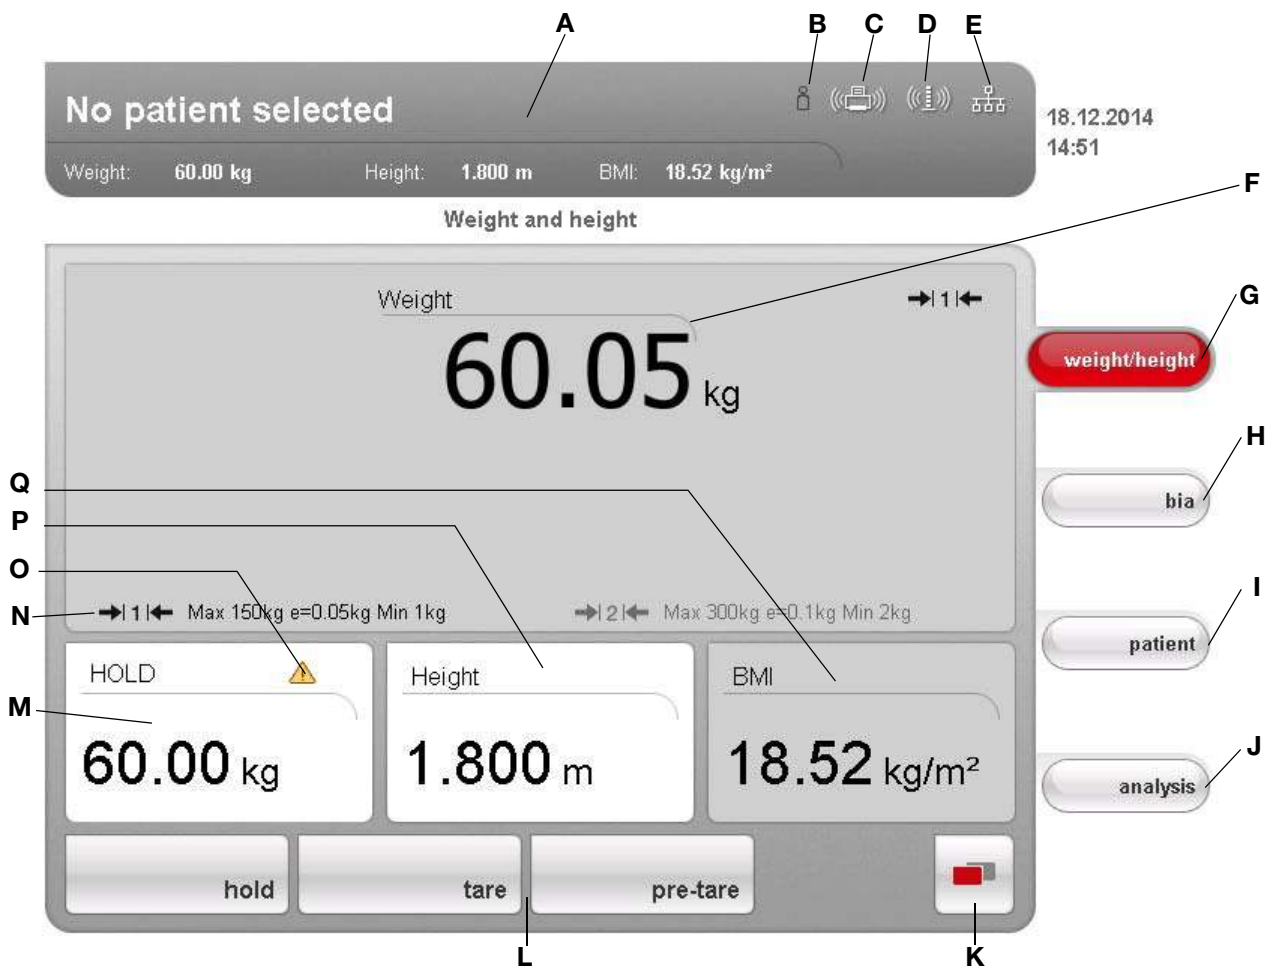 A
B C D E
No patient selected
18.12.2014
14:51
Weight: 60.00 kg Height: 1.800 m BMI: 18.52 kg/m²
F
Weight and height
Weight
→|1|←
G
60.05 kg
weight/height
H
bia
Q
P
O
N
→|1|← Max 150kg e=0.05kg Min 1kg →|2|← Max 300kg e=0.1kg Min 2kg
I
patient
HOLD Height BMI
M
60.00 kg 1.800 m 18.52 kg/m²
J
analysis
hold tare pre-tare
L K